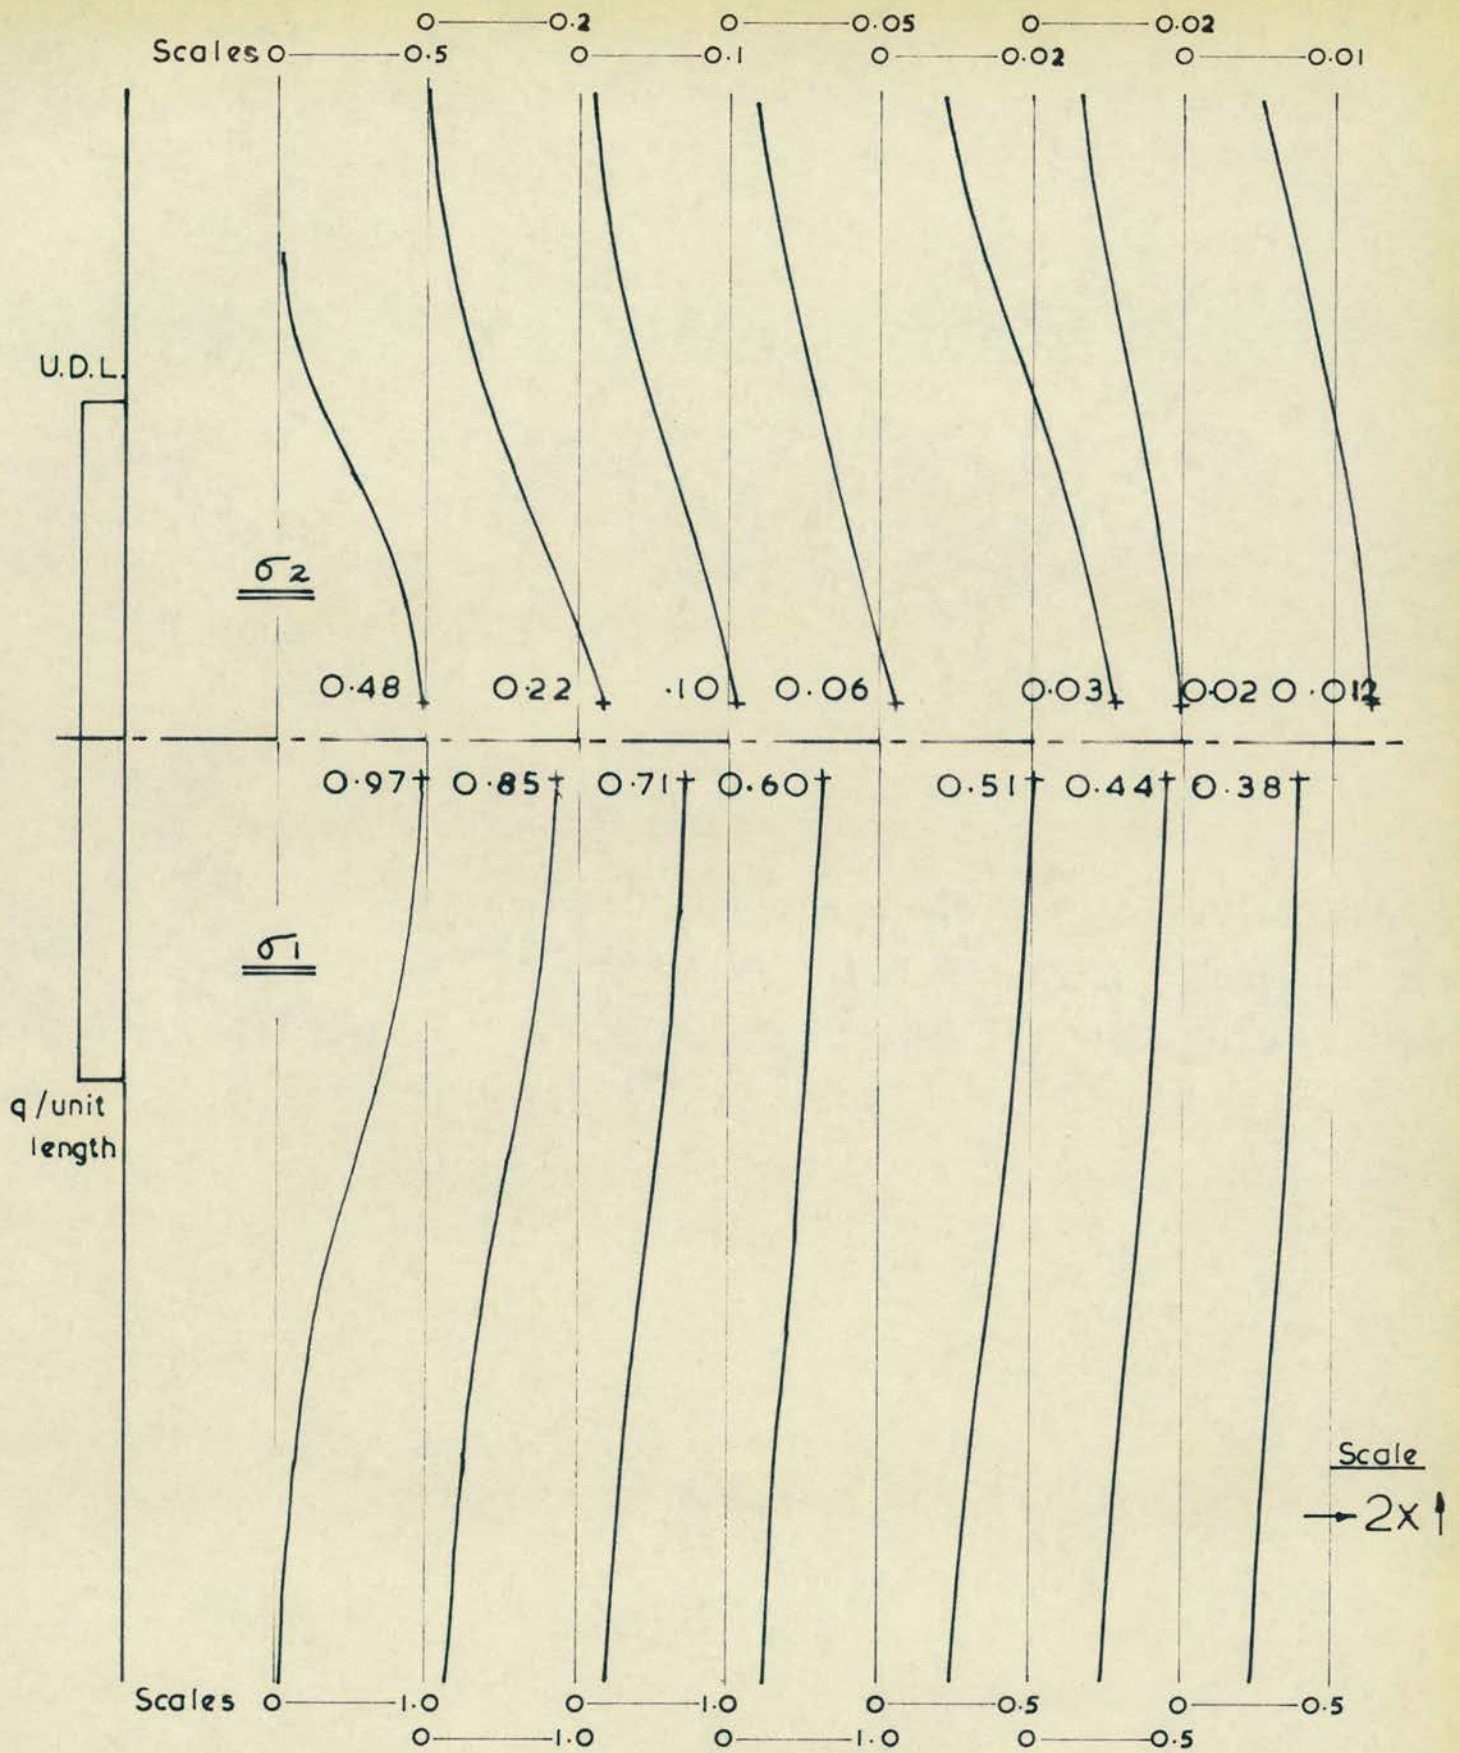 0 0.2 0 0.05 0 0.02
Scales 0 0.5 0 0.1 0 0.02 0 0.01
U.D.L.
σ2
0.48 0.22 .10 0.06 0.03 0.02 0.012
0.97 0.85 0.71 0.60 0.51 0.44 0.38
σ1
q/unit
length
Scale
→ 2x ↑
Scales 0 1.0 0 1.0 0 0.5 0 0.5
0 1.0 0 1.0 0 0.5